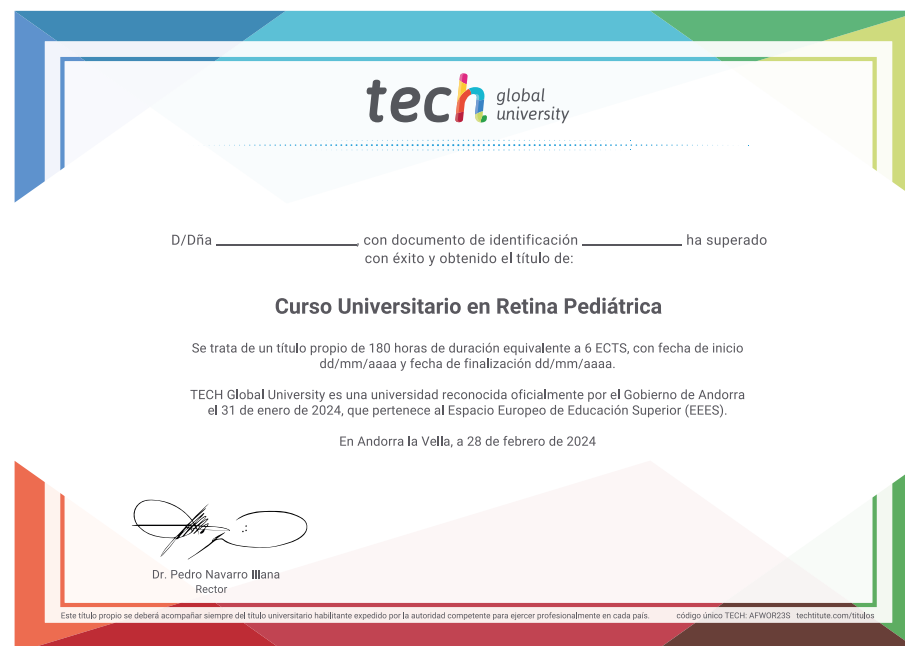 tech global university
D/Dña ________________, con documento de identificación ___________ ha superado
con éxito y obtenido el título de:
Curso Universitario en Retina Pediátrica
Se trata de un título propio de 180 horas de duración equivalente a 6 ECTS, con fecha de inicio
dd/mm/aaaa y fecha de finalización dd/mm/aaaa.
TECH Global University es una universidad reconocida oficialmente por el Gobierno de Andorra
el 31 de enero de 2024, que pertenece al Espacio Europeo de Educación Superior (EEES).
En Andorra la Vella, a 28 de febrero de 2024
Dr. Pedro Navarro Illana
Rector
Este título propio se deberá acompañar siempre del título universitario habilitante expedido por la autoridad competente para ejercer profesionalmente en cada país. código único TECH: AFWOR23S techtitute.com/titulos